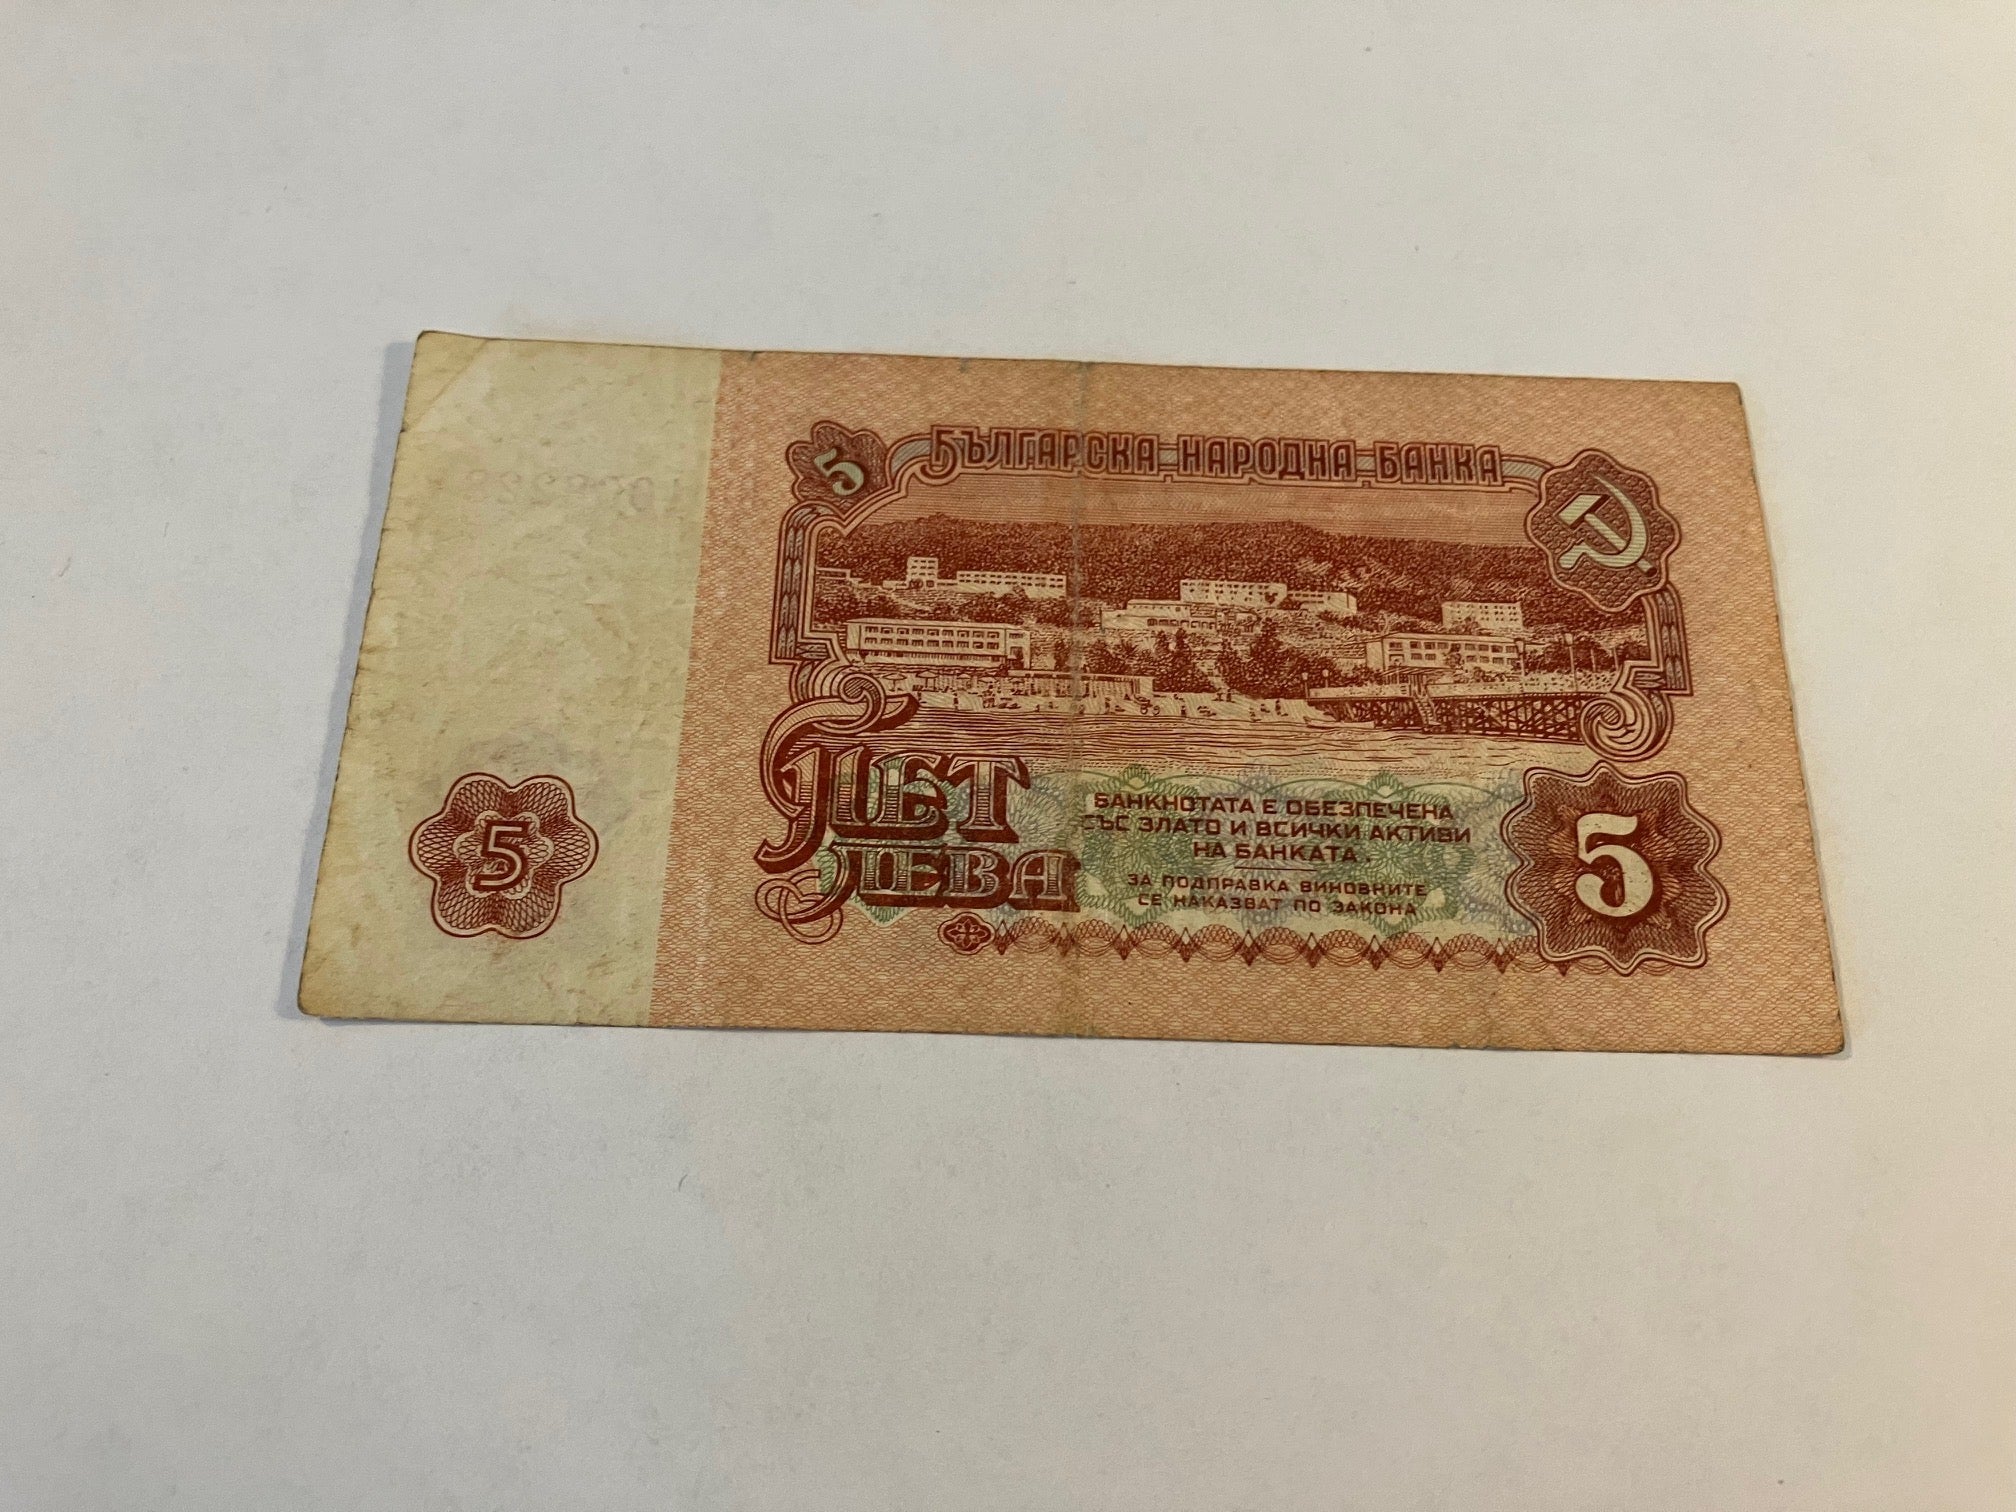 5
БЪЛГАРСКА НАРОДНА БАНКА
ПЕТ
ЛЕВА
БАНКНОТАТА Е ОБЕЗПЕЧЕНА
СЪС ЗЛАТО И ВСИЧКИ АКТИВИ
НА БАНКАТА.
ЗА ПОДПРАВКА ВИНОВНИТЕ
СЕ НАКАЗВАТ ПО ЗАКОНА
5
5